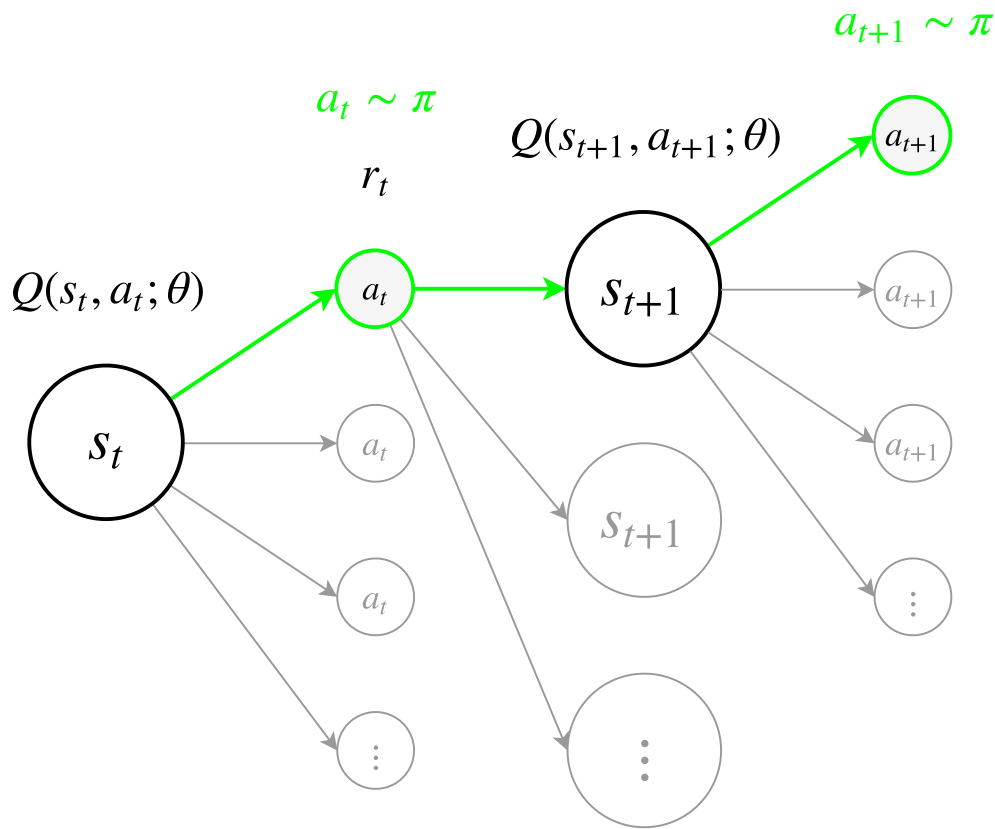 a_{t+1} ∼ π
a_t ∼ π
Q(s_{t+1}, a_{t+1}; θ)
a_{t+1}
r_t
Q(s_t, a_t; θ)
a_t
s_{t+1}
a_{t+1}
s_t
a_t
a_{t+1}
s_{t+1}
a_t
⋮
⋮
⋮